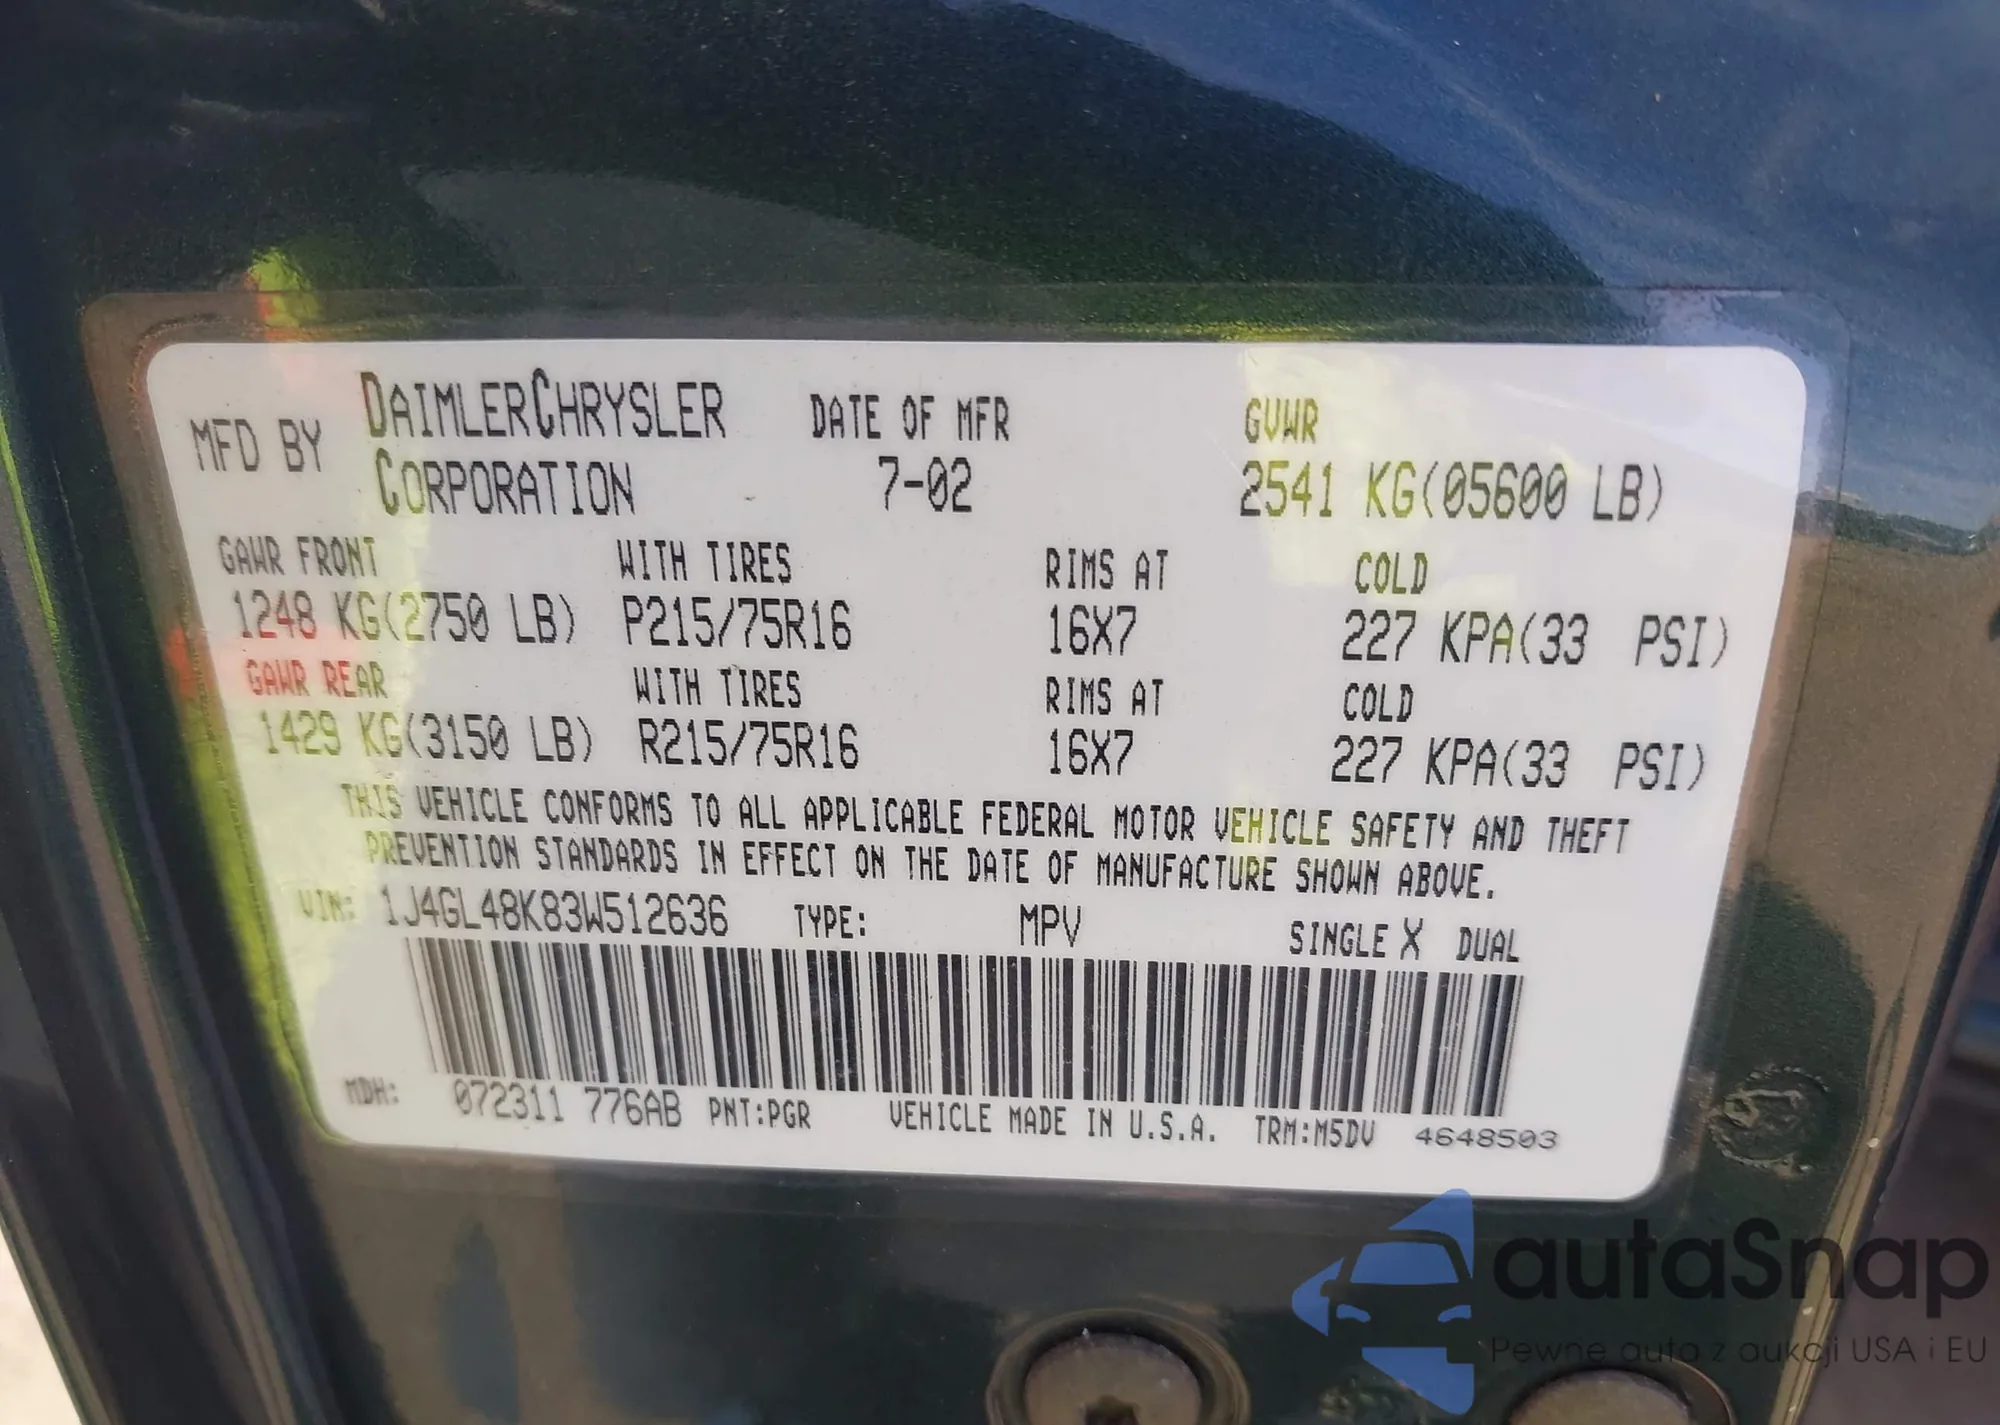 MFD BY DAIMLERCHRYSLER CORPORATION DATE OF MFR 7-02 GVWR 2541 KG(05600 LB)
GAWR FRONT WITH TIRES RIMS AT COLD
1248 KG(2750 LB) P215/75R16 16X7 227 KPA(33 PSI)
GAWR REAR WITH TIRES RIMS AT COLD
1429 KG(3150 LB) R215/75R16 16X7 227 KPA(33 PSI)
THIS VEHICLE CONFORMS TO ALL APPLICABLE FEDERAL MOTOR VEHICLE SAFETY AND THEFT
PREVENTION STANDARDS IN EFFECT ON THE DATE OF MANUFACTURE SHOWN ABOVE.
VIN: 1J4GL48K83W512636 TYPE: MPV SINGLE X DUAL
MDH: 072311 776AB PNT:PGR VEHICLE MADE IN U.S.A. TRM:M5DV 4648503
autaSnap
Pewne auto z aukcji USA i EU